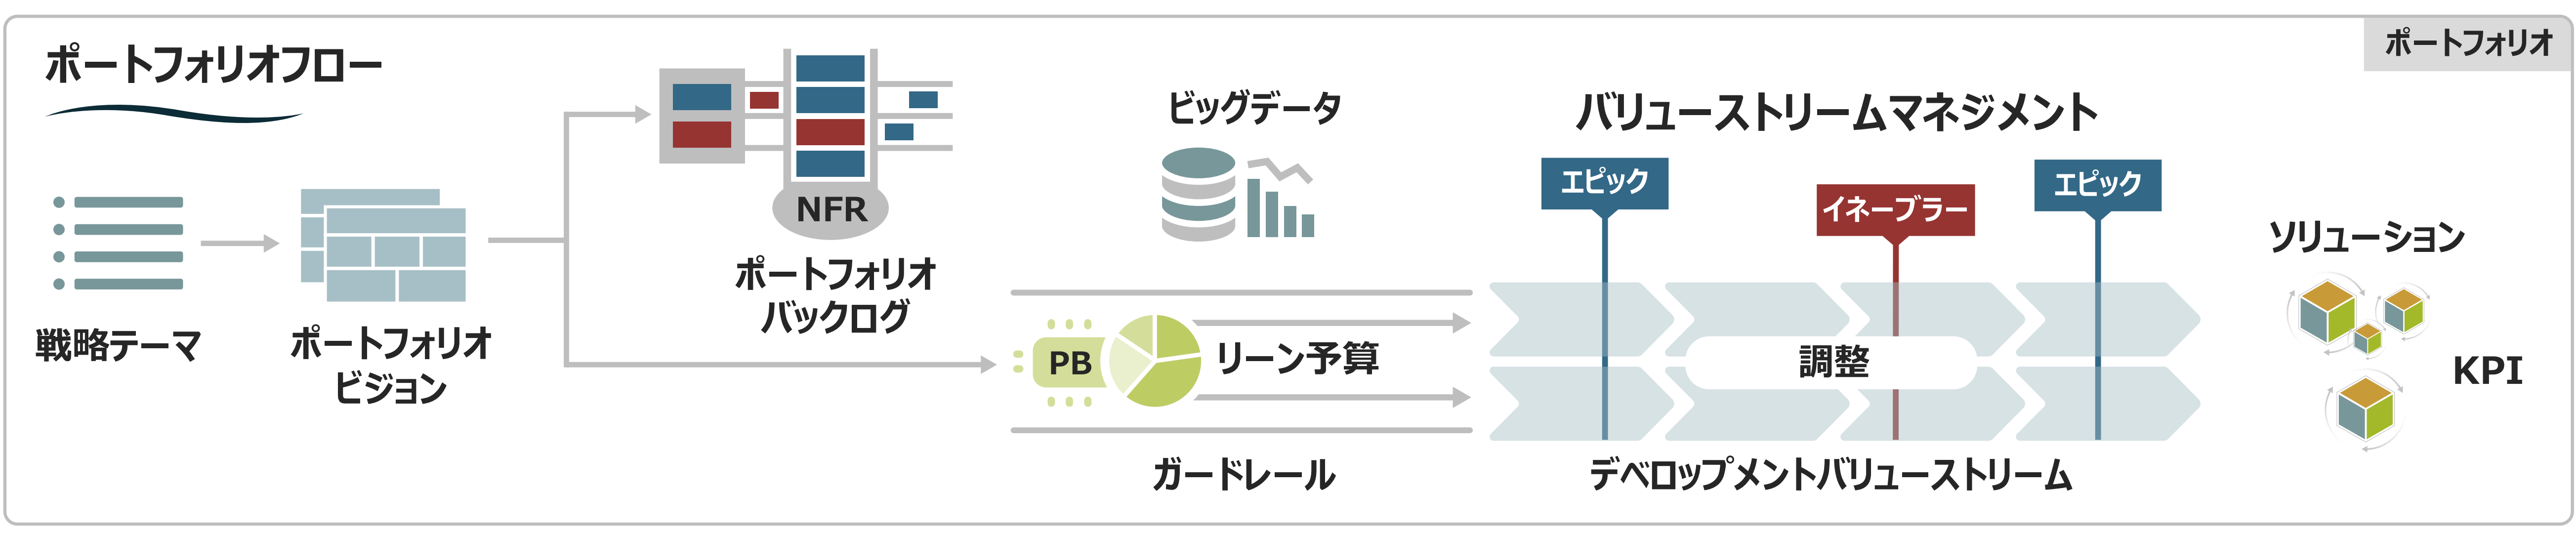 ポートフォリオフロー
ポートフォリオ
戦略テーマ
ポートフォリオ
ビジョン
NFR
ポートフォリオ
バックログ
ビッグデータ
PB
リーン予算
ガードレール
バリューストリームマネジメント
エピック
イネーブラー
エピック
調整
デベロップメントバリューストリーム
ソリューション
KPI